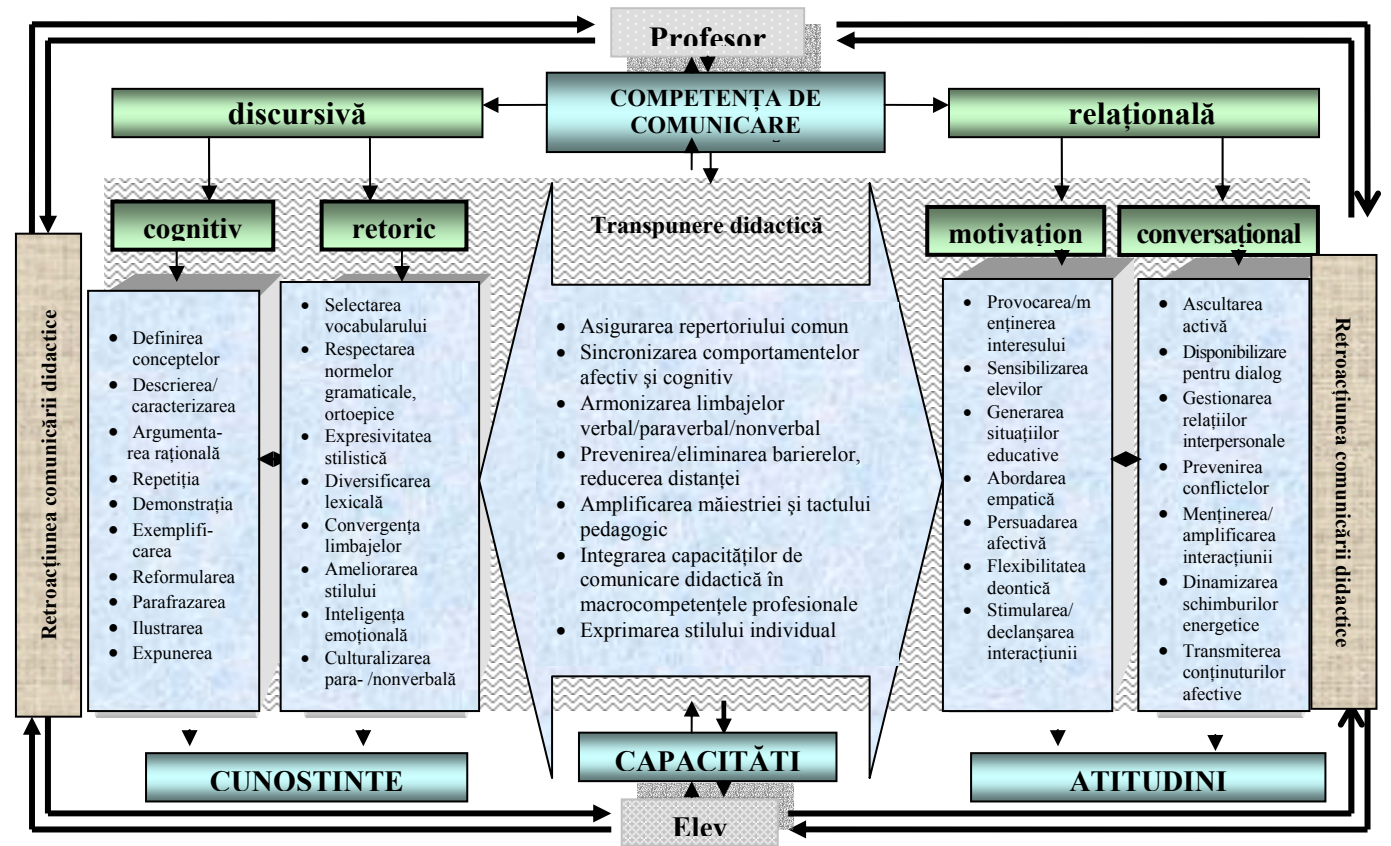 Profesor
COMPETENȚA DE
COMUNICARE
discursivă
relațională
cognitiv
retoric
Transpunere didactică
motivațion
conversațional
Retroacțiunea comunicării didactice
• Definirea
conceptelor
• Descrierea/
caracterizarea
• Argumenta-
rea rațională
• Repetiția
• Demonstrația
• Exemplifi-
carea
• Reformularea
• Parafrazarea
• Ilustrarea
• Expunerea
• Selectarea
vocabularului
• Respectarea
normelor
gramaticale,
ortoepice
• Expresivitatea
stilistică
• Diversificarea
lexicală
• Convergența
limbajelor
• Ameliorarea
stilului
• Inteligența
emoțională
• Culturalizarea
para- /nonverbală
• Asigurarea repertoriului comun
• Sincronizarea comportamentelor
afectiv şi cognitiv
• Armonizarea limbajelor
verbal/paraverbal/nonverbal
• Prevenirea/eliminarea barierelor,
reducerea distanței
• Amplificarea măiestriei şi tactului
pedagogic
• Integrarea capacităților de
comunicare didactică în
macrocompetențele profesionale
• Exprimarea stilului individual
• Provocarea/m
enținerea
interesului
• Sensibilizarea
elevilor
• Generarea
situațiilor
educative
• Abordarea
empatică
• Persuadarea
afectivă
• Flexibilitatea
deontică
• Stimularea/
declanşarea
interacțiunii
• Ascultarea
activă
• Disponibilizare
pentru dialog
• Gestionarea
relațiilor
interpersonale
• Prevenirea
conflictelor
• Menținerea/
amplificarea
interacțiunii
• Dinamizarea
schimburilor
energetice
• Transmiterea
conținuturilor
afective
Retroacțiunea comunicării didactice
CUNOSTINTE
CAPACITĂTI
ATITUDINI
Elev